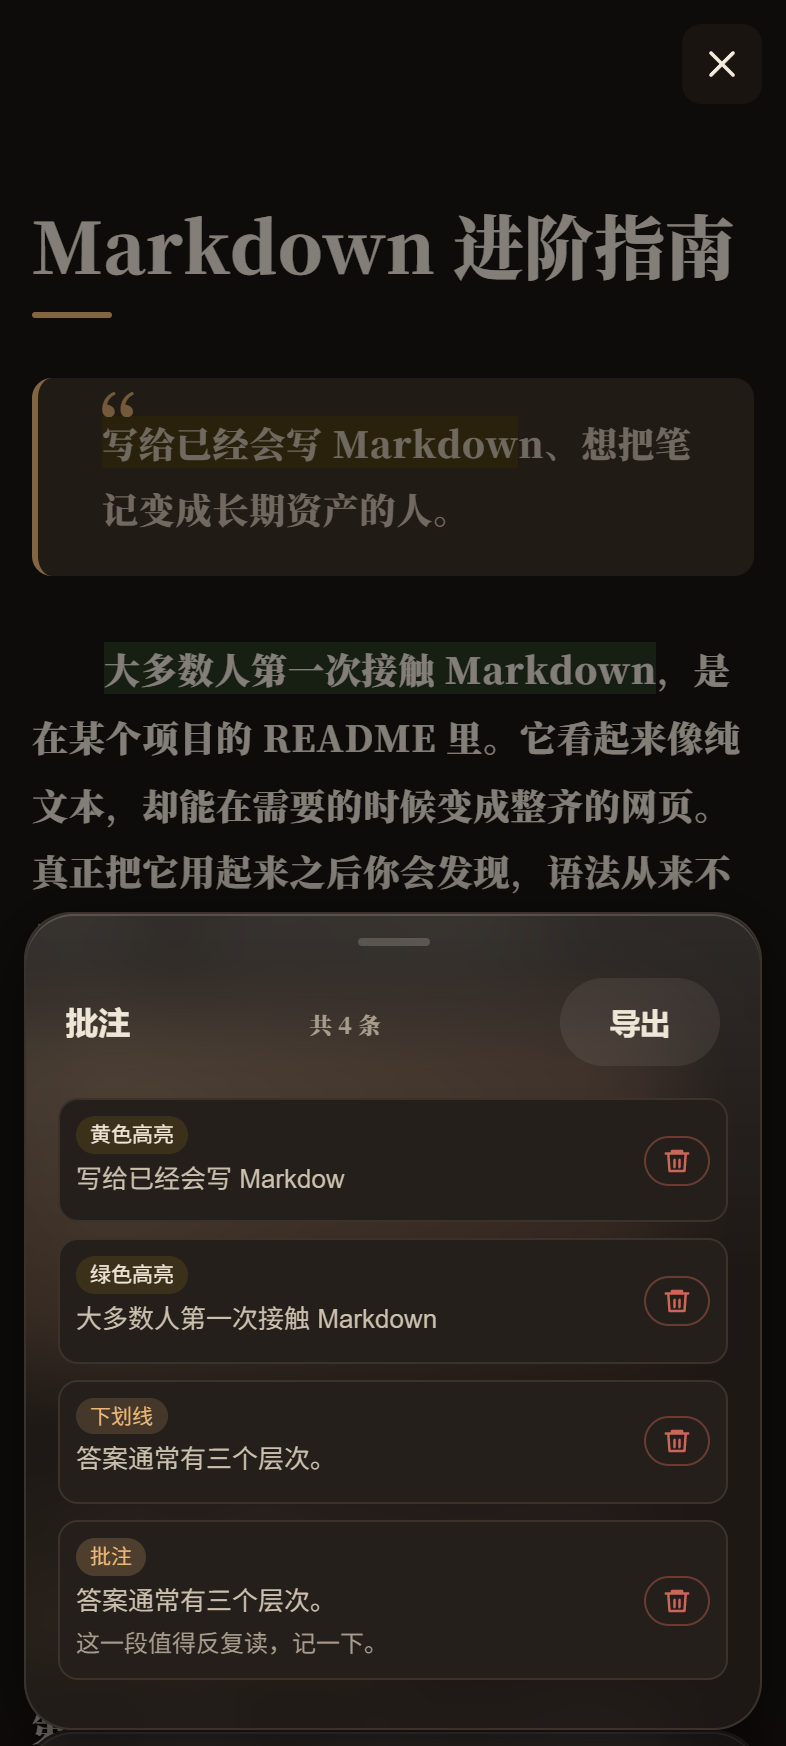 Markdown 进阶指南
“
写给已经会写 Markdown、想把笔
记变成长期资产的人。
大多数人第一次接触 Markdown，是
在某个项目的 README 里。它看起来像纯
文本，却能在需要的时候变成整齐的网页。
真正把它用起来之后你会发现，语法从来不
批注
共 4 条
导出
黄色高亮
写给已经会写 Markdow
绿色高亮
大多数人第一次接触 Markdown
下划线
答案通常有三个层次。
批注
答案通常有三个层次。
这一段值得反复读，记一下。